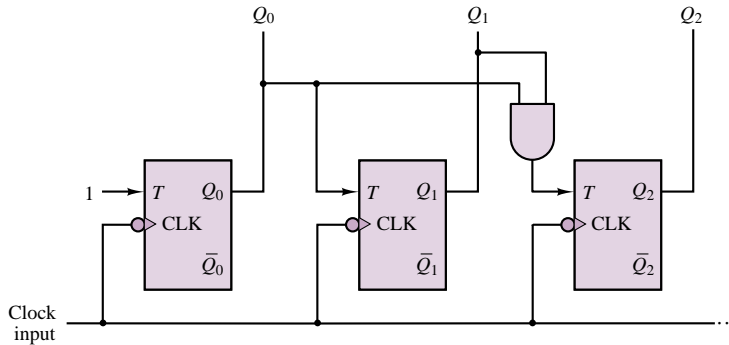 Q0 Q1 Q2
1 T Q0 T Q1 T Q2
CLK CLK CLK
Q̅0 Q̅1 Q̅2
Clock
input